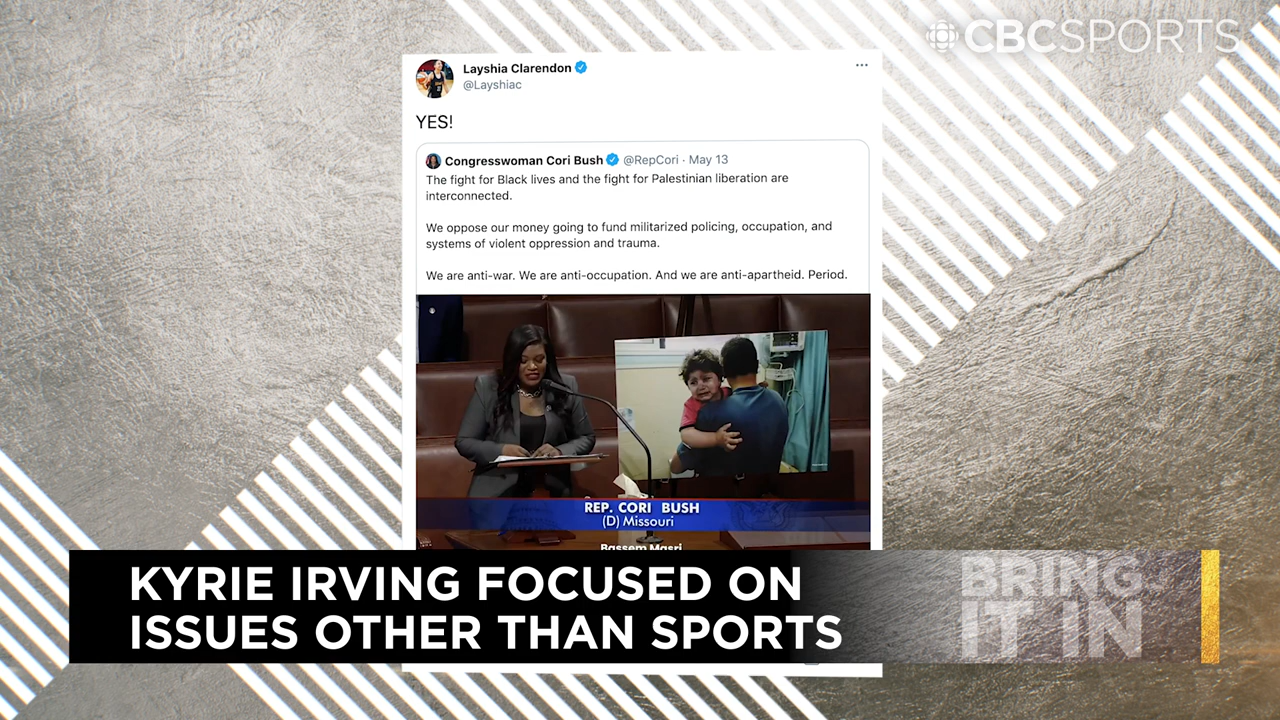 CBCSPORTS
Layshia Clarendon
@Layshiac
YES!
Congresswoman Cori Bush @RepCori · May 13
The fight for Black lives and the fight for Palestinian liberation are
interconnected.
We oppose our money going to fund militarized policing, occupation, and
systems of violent oppression and trauma.
We are anti-war. We are anti-occupation. And we are anti-apartheid. Period.
REP. CORI BUSH
(D) Missouri
Bassem Masri
KYRIE IRVING FOCUSED ON
ISSUES OTHER THAN SPORTS
BRING
IT IN